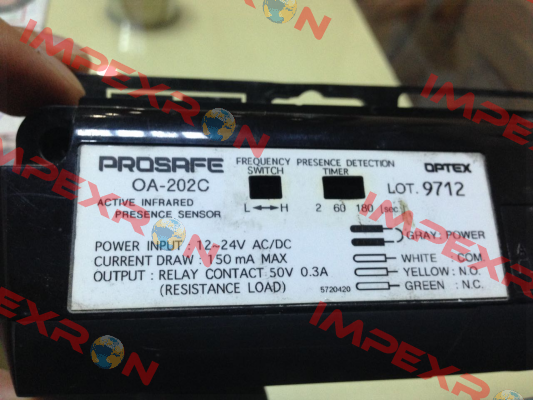 PROSAFE
OA-202C
ACTIVE INFRARED
PRESENCE SENSOR
FREQUENCY
SWITCH
L ↔ H
PRESENCE DETECTION
TIMER
2 60 180 [sec]
OPTEX
LOT. 9712
POWER INPUT : 12-24V AC/DC
CURRENT DRAW : 150 mA MAX
OUTPUT : RELAY CONTACT 50V 0.3A
(RESISTANCE LOAD)
GRAY : POWER
WHITE : COM
YELLOW : N.O.
GREEN : N.C.
5720420
IMPEXRON
IMPEXRON
IMPEXRON
IMPEXRON
IMPEXRON